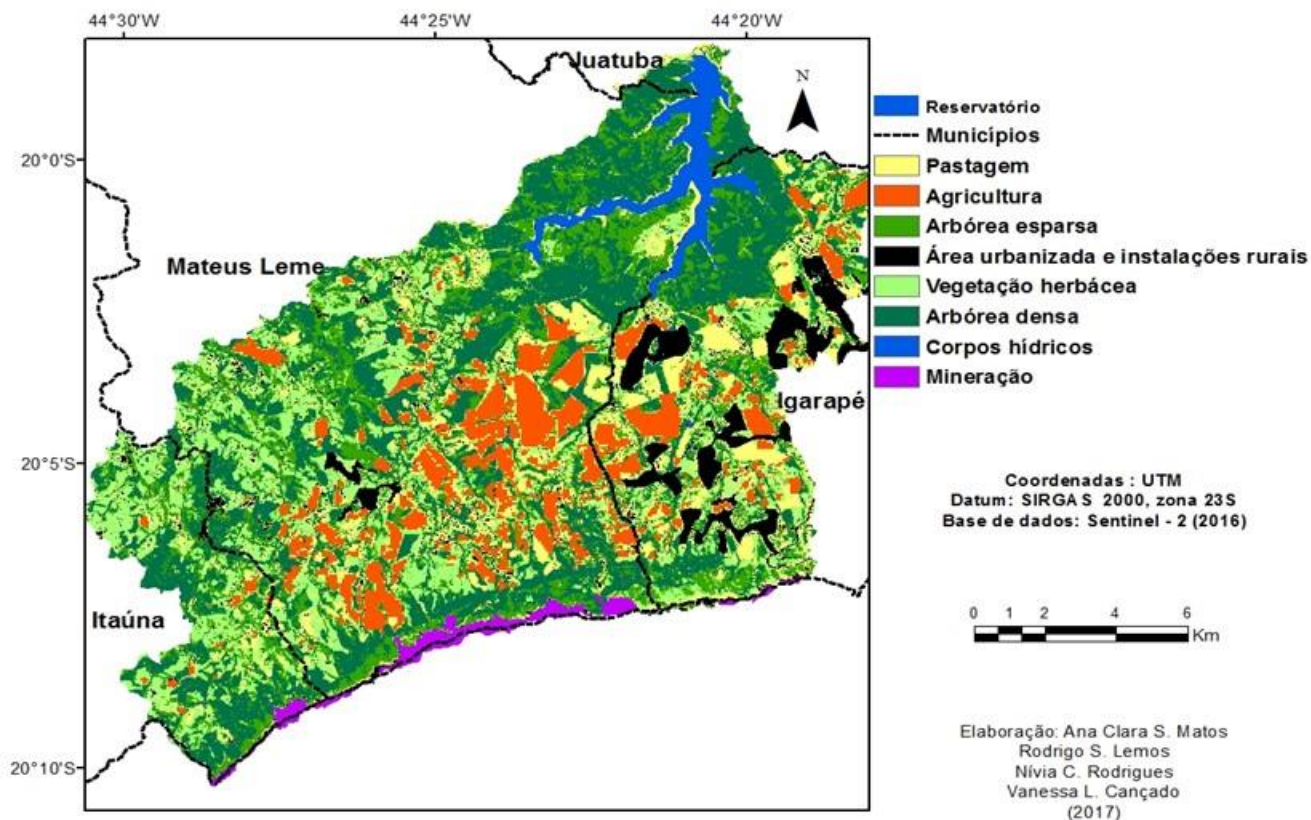 44°30'W
44°25'W
44°20'W
Juatuba
N
20°0'S
Mateus Leme
Igarapé
20°5'S
Itaúna
20°10'S
Reservatório
Municípios
Pastagem
Agricultura
Arbórea esparsa
Área urbanizada e instalações rurais
Vegetação herbácea
Arbórea densa
Corpos hídricos
Mineração
Coordenadas : UTM
Datum: SIRGAS 2000, zona 23S
Base de dados: Sentinel - 2 (2016)
0 1 2 4 6
Km
Elaboração: Ana Clara S. Matos
Rodrigo S. Lemos
Nívia C. Rodrigues
Vanessa L. Cançado
(2017)